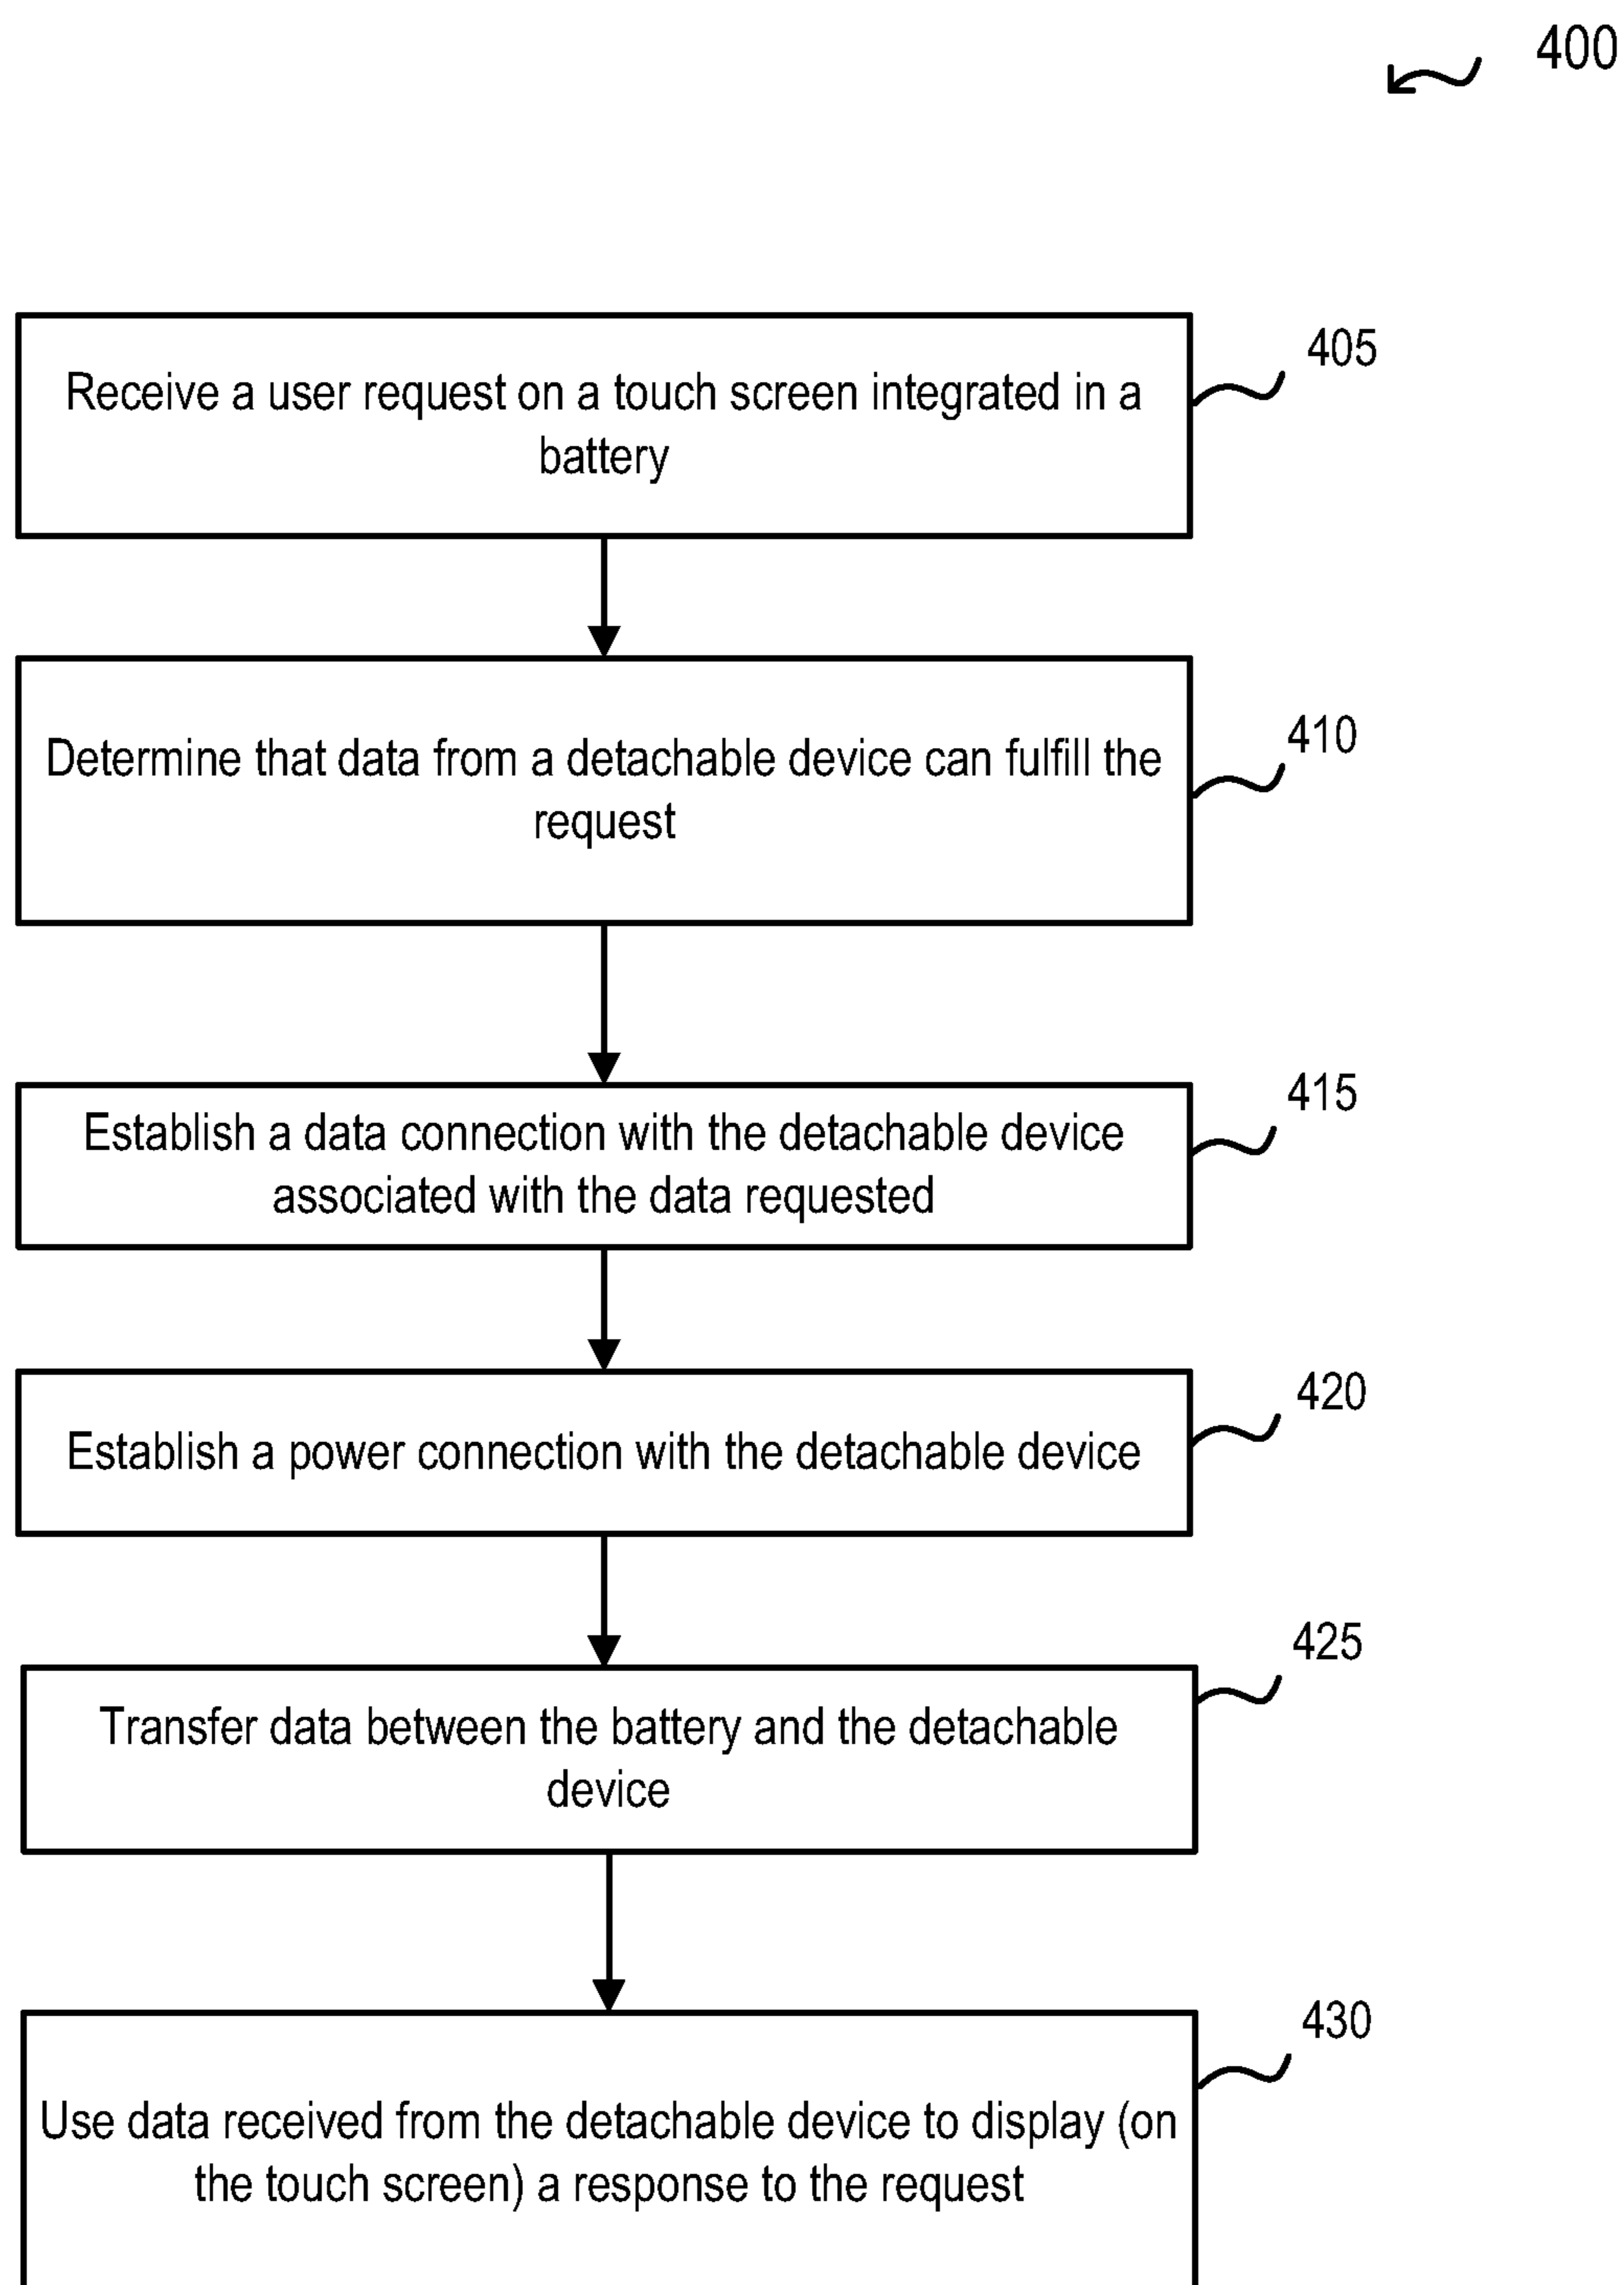 400
Receive a user request on a touch screen integrated in a
battery
405
Determine that data from a detachable device can fulfill the
request
410
Establish a data connection with the detachable device
associated with the data requested
415
Establish a power connection with the detachable device
420
Transfer data between the battery and the detachable
device
425
Use data received from the detachable device to display (on
the touch screen) a response to the request
430